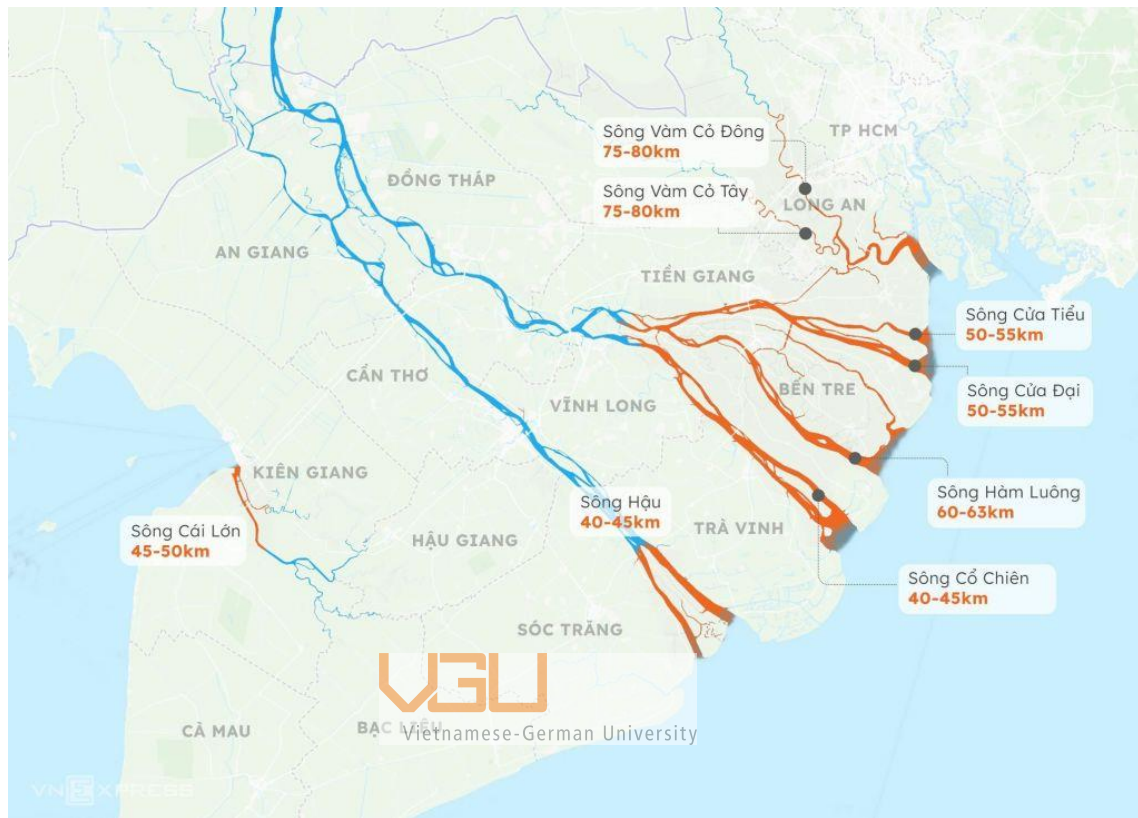 TP HCM
Sông Vàm Cỏ Đông
75-80km
Sông Vàm Cỏ Tây
75-80km
LONG AN
ĐỒNG THÁP
AN GIANG
TIỀN GIANG
Sông Cửa Tiểu
50-55km
Sông Cửa Đại
50-55km
CẦN THƠ
VĨNH LONG
BẾN TRE
KIÊN GIANG
Sông Hậu
40-45km
Sông Hàm Luông
60-63km
Sông Cái Lớn
45-50km
HẬU GIANG
TRÀ VINH
Sông Cổ Chiên
40-45km
SÓC TRĂNG
VGU
Vietnamese-German University
CÀ MAU
BẠC LIÊU
VNEXPRESS